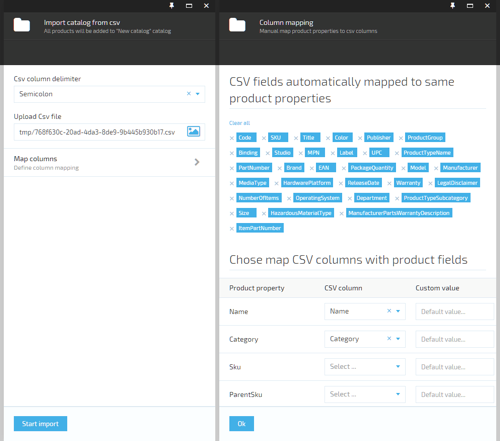 Import catalog from csv
All products will be added to "New catalog" catalog
Csv column delimiter
Semicolon
Upload Csv file
tmp/768f630c-20ad-4da3-8de9-9b445b930b17.csv
Map columns
Define column mapping
Start import
Column mapping
Manual map product properties to csv columns
CSV fields automatically mapped to same
product properties
Clear all
Code SKU Title Color Publisher ProductGroup
Binding Studio MPN Label UPC ProductTypeName
PartNumber Brand EAN PackageQuantity Model Manufacturer
MediaType HardwarePlatform ReleaseDate Warranty LegalDisclaimer
NumberOfItems OperatingSystem Department ProductTypeSubcategory
Size HazardousMaterialType ManufacturerPartsWarrentyDescription
ItemPartNumber
Chose map CSV columns with product fields
Product property CSV column Custom value
Name Name Default value...
Category Category Default value...
Sku Select ... Default value...
ParentSku Select ... Default value...
Ok